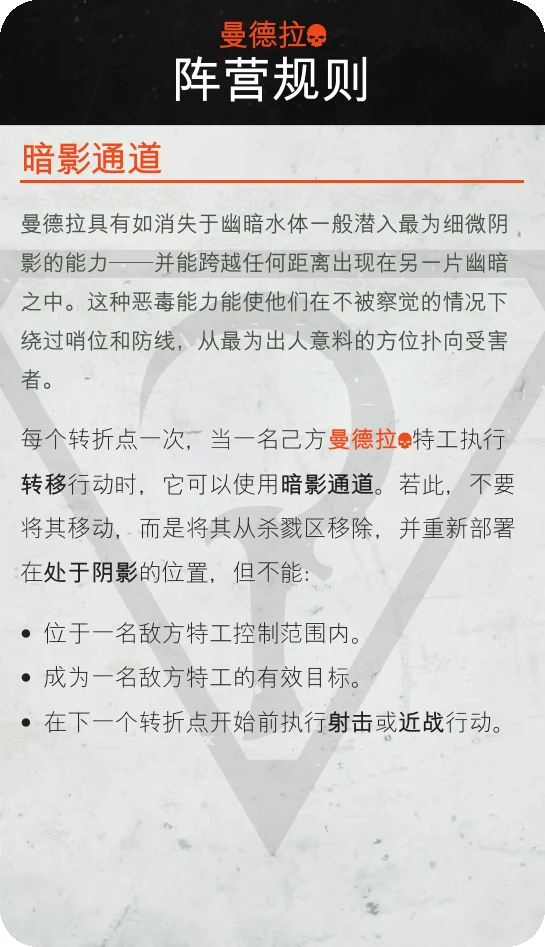 曼德拉
阵营规则
暗影通道
曼德拉具有如消失于幽暗水体一般潜入最为细微阴
影的能力——并能跨越任何距离出现在另一片幽暗
之中。这种恶毒能力能使他们在不被察觉的情况下
绕过哨位和防线，从最为出人意料的方位扑向受害
者。
每个转折点一次，当一名己方曼德拉特工执行
转移行动时，它可以使用暗影通道。若此，不要
将其移动，而是将其从杀戮区移除，并重新部署
在处于阴影的位置，但不能：
• 位于一名敌方特工控制范围内。
• 成为一名敌方特工的有效目标。
• 在下一个转折点开始前执行射击或近战行动。